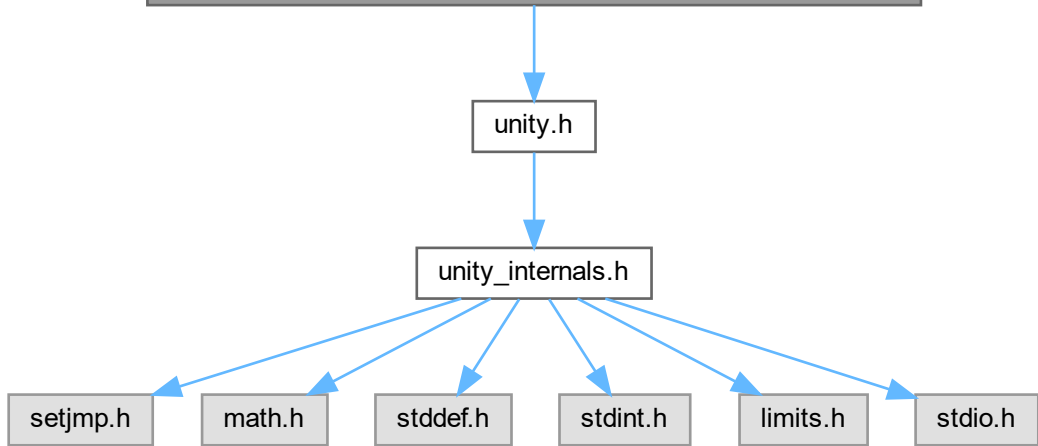 unity.h
unity_internals.h
setjmp.h
math.h
stddef.h
stdint.h
limits.h
stdio.h